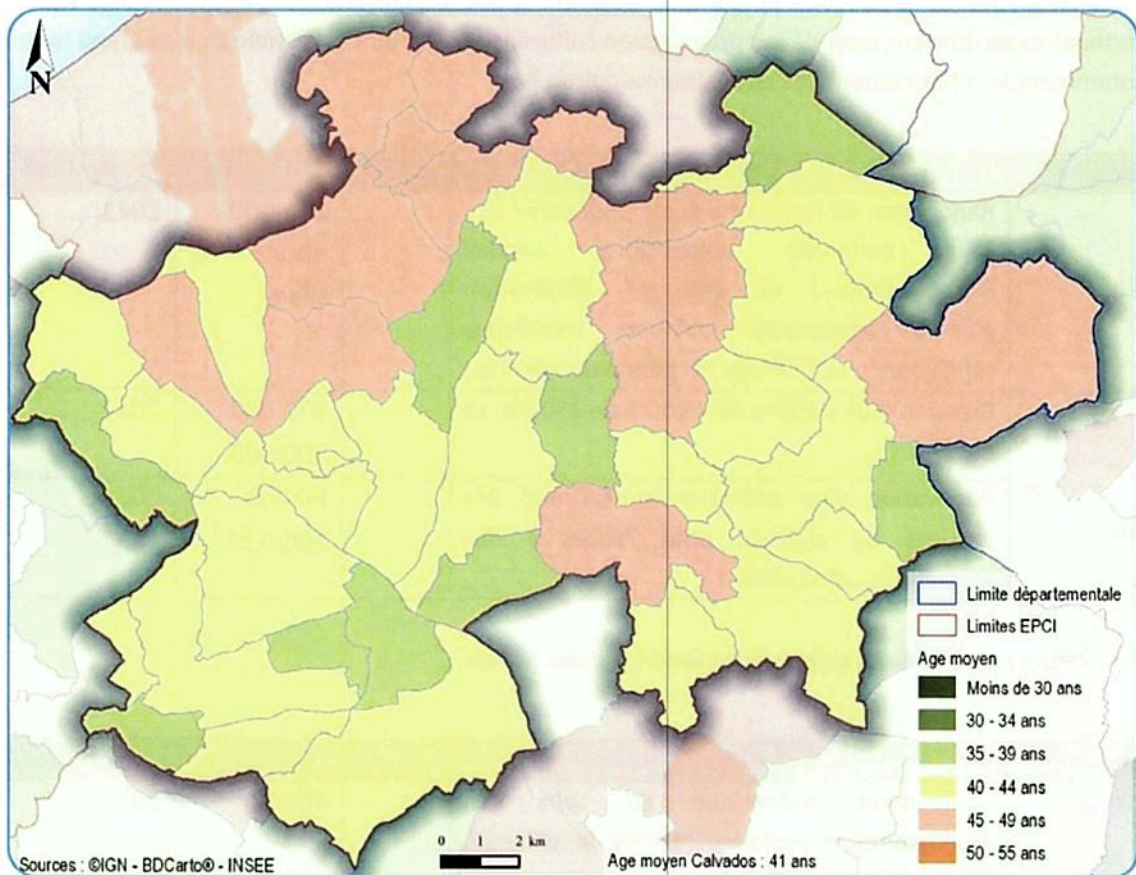 N
Limite départementale
Limites EPCI
Age moyen
Moins de 30 ans
30 - 34 ans
35 - 39 ans
40 - 44 ans
45 - 49 ans
50 - 55 ans
0 1 2 km
Sources : ©IGN - BDCarto® - INSEE
Age moyen Calvados : 41 ans